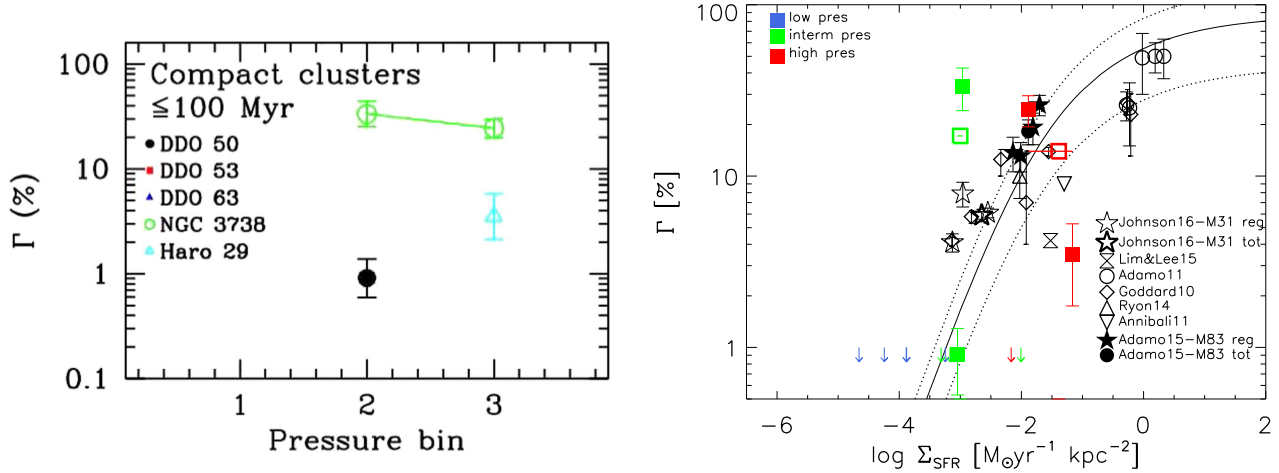 100
10
1
0.1
Γ (%)
Compact clusters
≦100 Myr
DDO 50
DDO 53
DDO 63
NGC 3738
Haro 29
1
2
3
Pressure bin
100
10
1
Γ [%]
low pres
interm pres
high pres
Johnson16-M31 reg
Johnson16-M31 tot
Lim&Lee15
Adamo11
Goddard10
Ryon14
Annibali11
Adamo15-M83 reg
Adamo15-M83 tot
-6
-4
-2
0
2
log Σ_SFR [M⊙yr⁻¹ kpc⁻²]